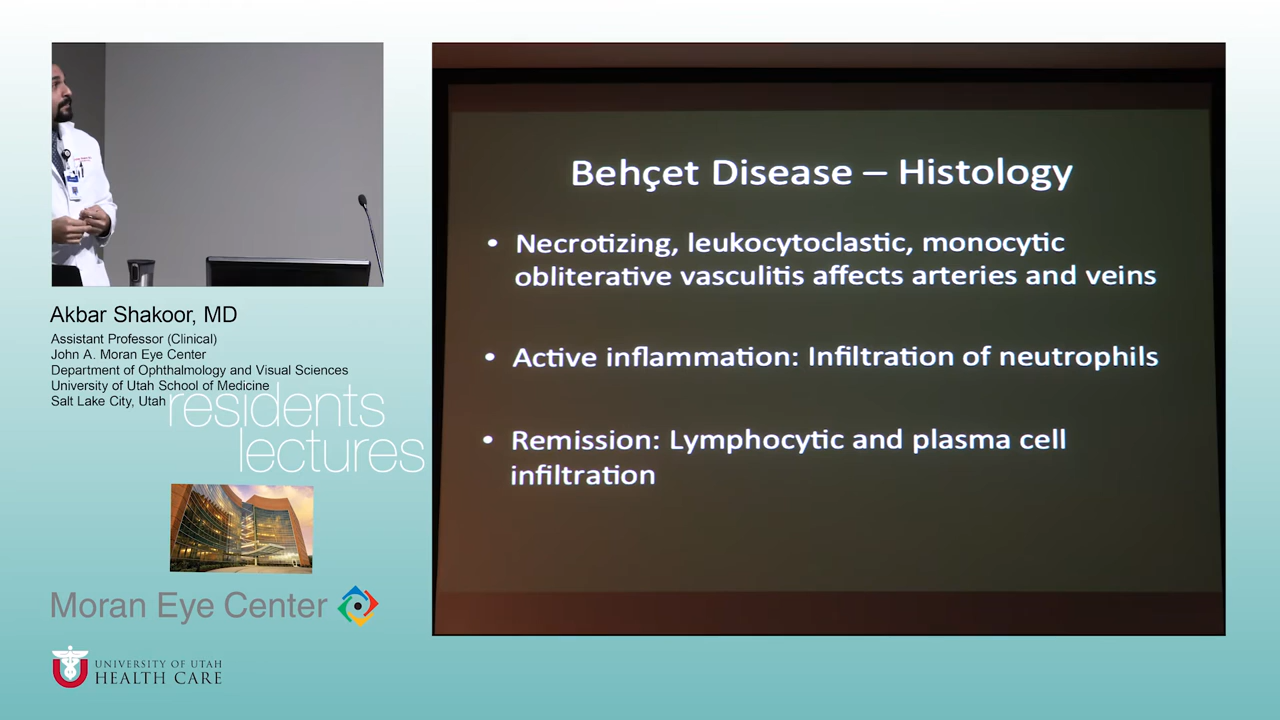 Akbar Shakoor, MD
Assistant Professor (Clinical)
John A. Moran Eye Center
Department of Ophthalmology and Visual Sciences
University of Utah School of Medicine
Salt Lake City, Utah
residents
lectures
Moran Eye Center
UNIVERSITY OF UTAH
HEALTH CARE
Behçet Disease – Histology
• Necrotizing, leukocytoclastic, monocytic
obliterative vasculitis affects arteries and veins
• Active inflammation: Infiltration of neutrophils
• Remission: Lymphocytic and plasma cell
infiltration